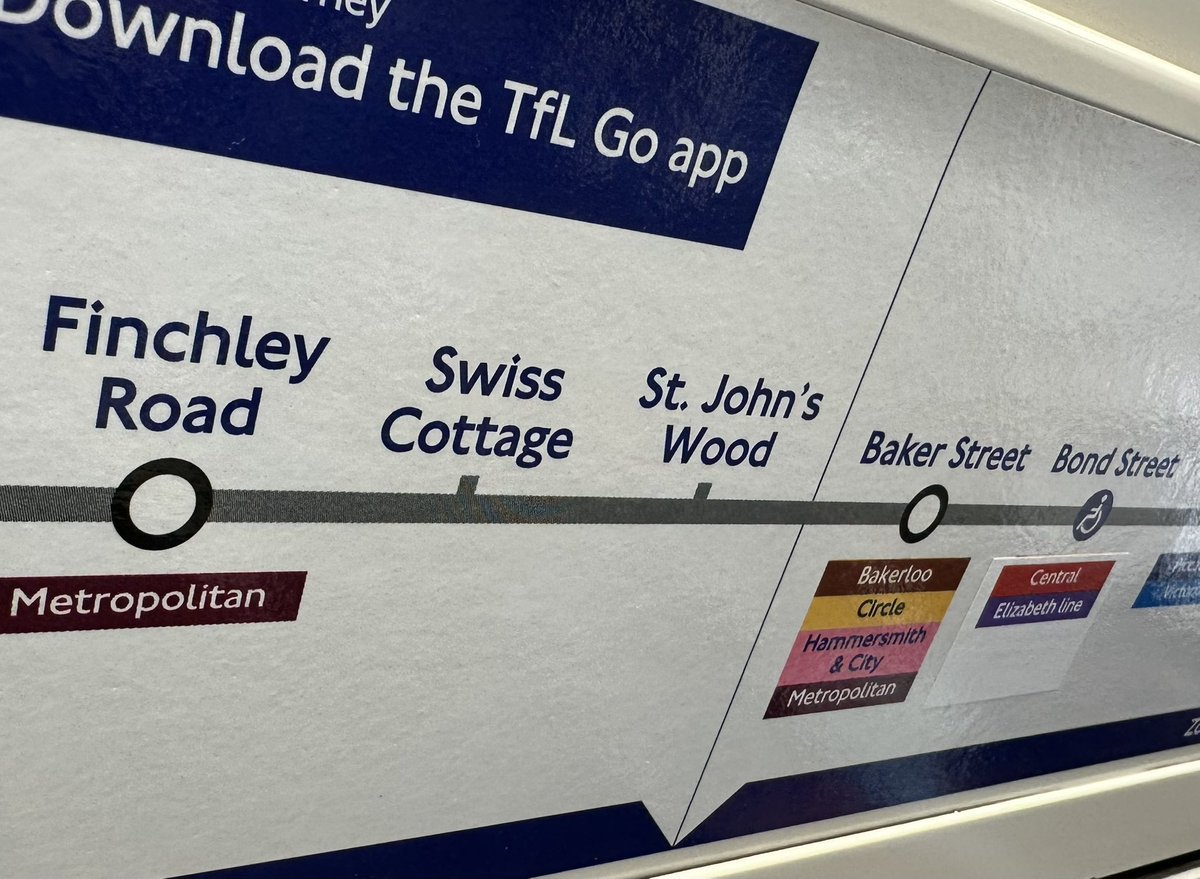 Download the TfL Go app
Finchley
Road
Metropolitan
Swiss
Cottage
St. John's
Wood
Baker Street
Bakerloo
Circle
Hammersmith
& City
Metropolitan
Bond Street
Central
Elizabeth line